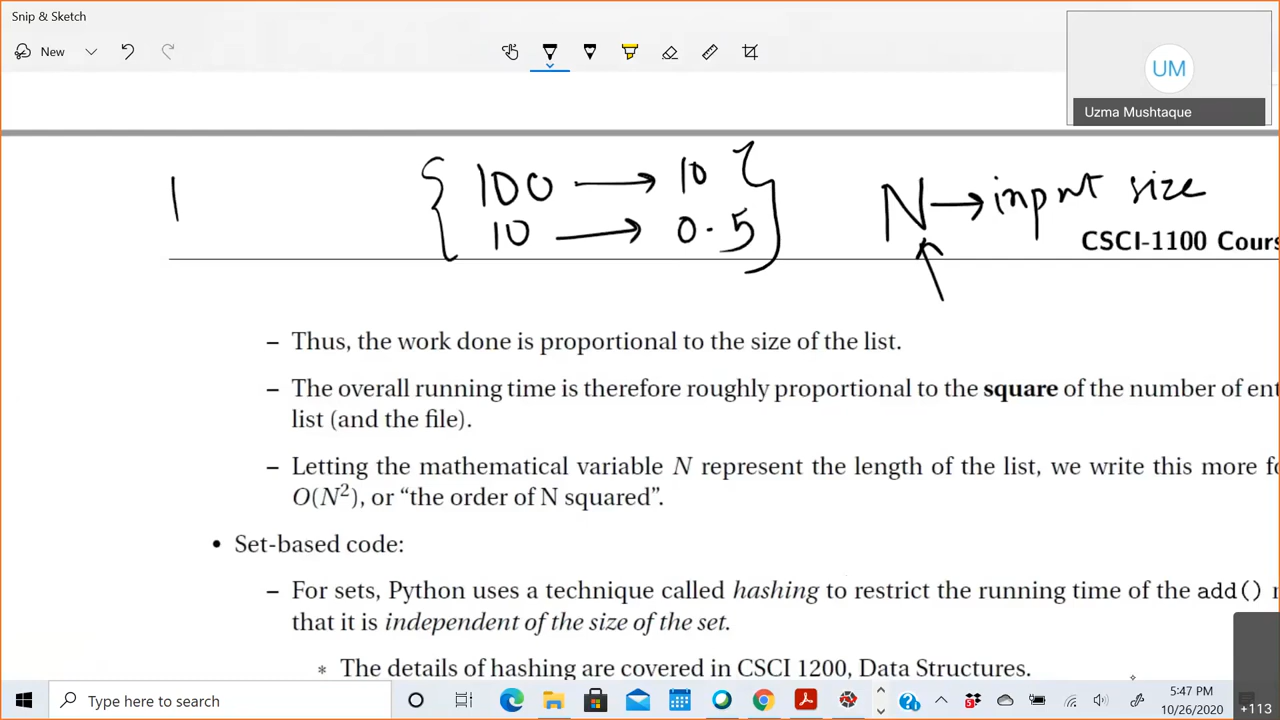 Snip & Sketch
New
UM
Uzma Mushtaque
1
{ 100 → 10 }
10 → 0.5
N → input size
CSCI-1100 Cours
– Thus, the work done is proportional to the size of the list.
– The overall running time is therefore roughly proportional to the square of the number of ent
list (and the file).
– Letting the mathematical variable N represent the length of the list, we write this more fo
O(N²), or “the order of N squared”.
• Set-based code:
– For sets, Python uses a technique called hashing to restrict the running time of the add() m
that it is independent of the size of the set.
* The details of hashing are covered in CSCI 1200, Data Structures.
Type here to search
5:47 PM
10/26/2020
+113